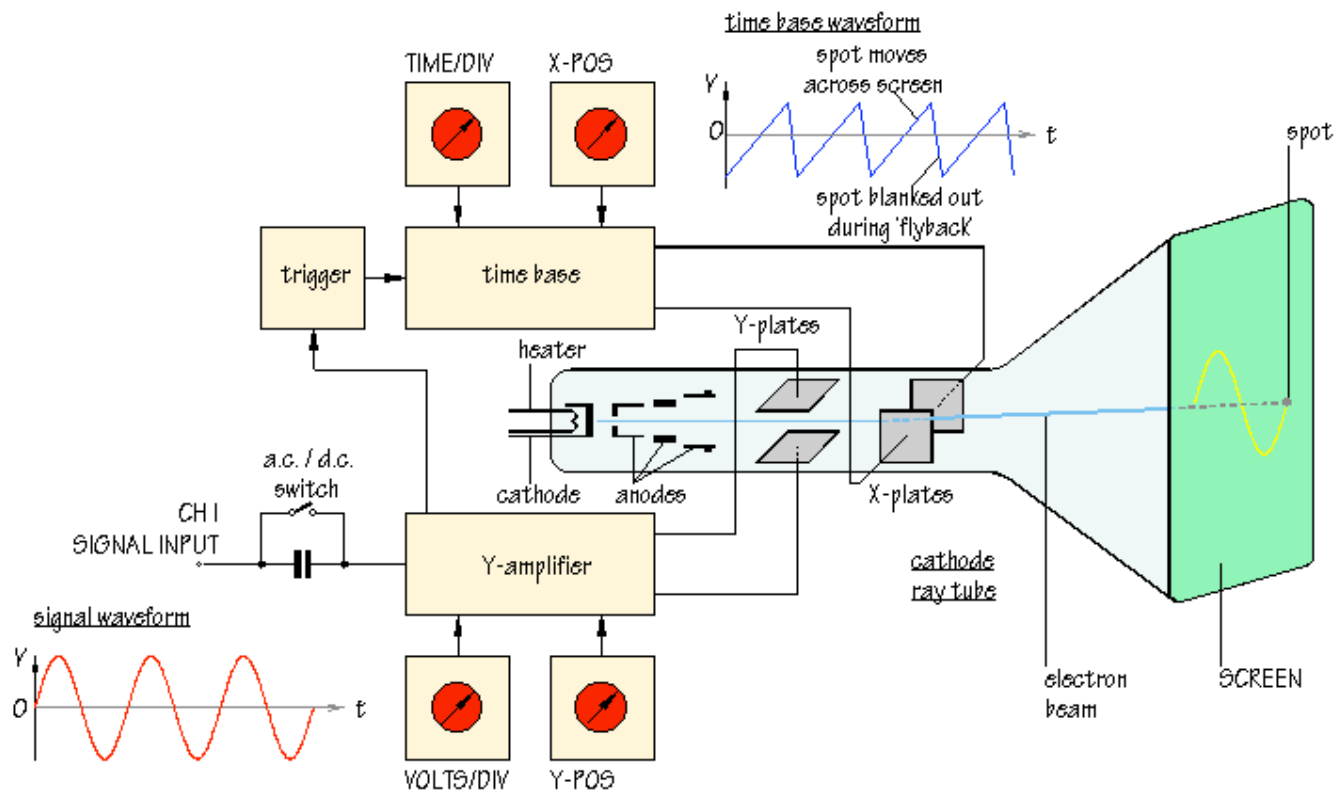 time base waveform
spot moves
across screen
TIME/DIV
X-POS
V
O
t
spot
spot blanked out
during 'flyback'
trigger
time base
Y-plates
heater
cathode
anodes
X-plates
a.c. / d.c.
switch
CH I
SIGNAL INPUT
Y-amplifier
cathode
ray tube
signal waveform
V
O
t
electron
beam
SCREEN
VOLTS/DIV
Y-POS